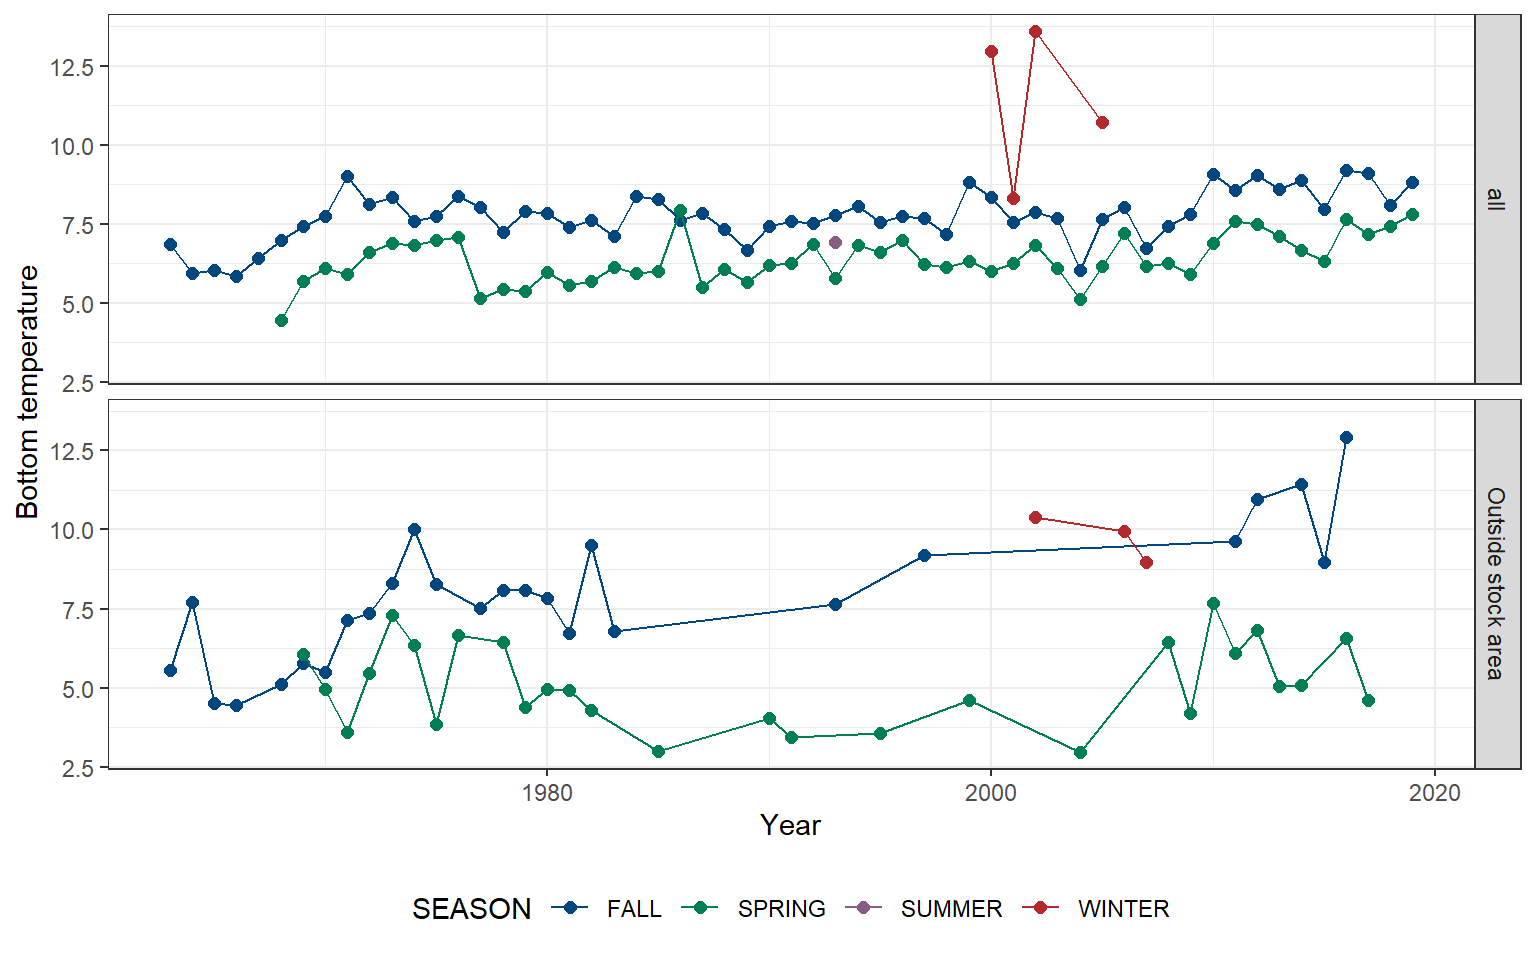 Bottom temperature
12.5
10.0
7.5
5.0
2.5
all
12.5
10.0
7.5
5.0
2.5
Outside stock area
1980 2000 2020
Year
SEASON FALL SPRING SUMMER WINTER